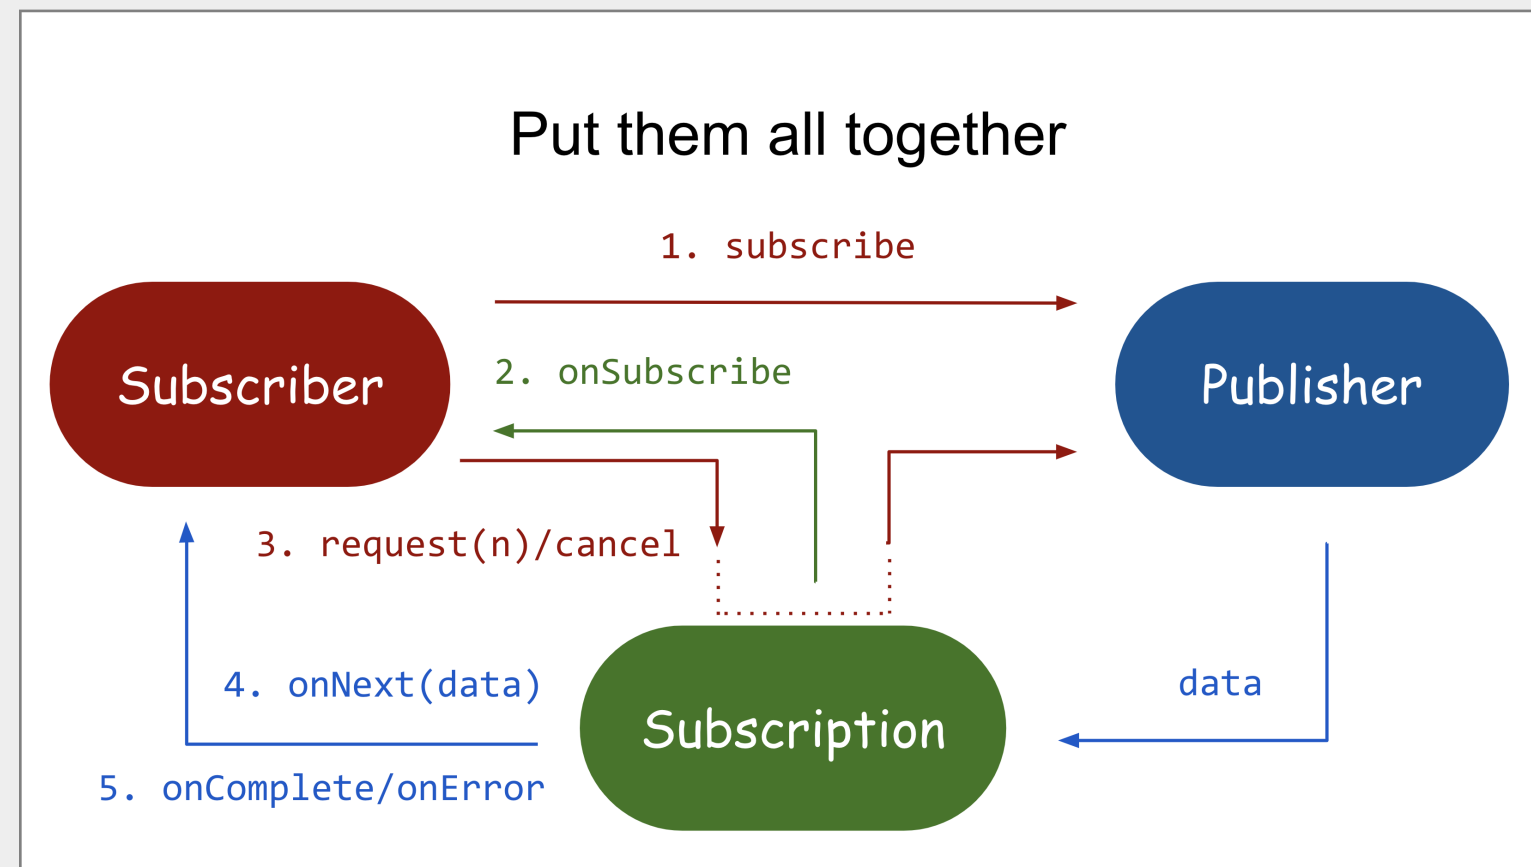 Put them all together
1. subscribe
Subscriber
2. onSubscribe
Publisher
3. request(n)/cancel
4. onNext(data)
data
Subscription
5. onComplete/onError